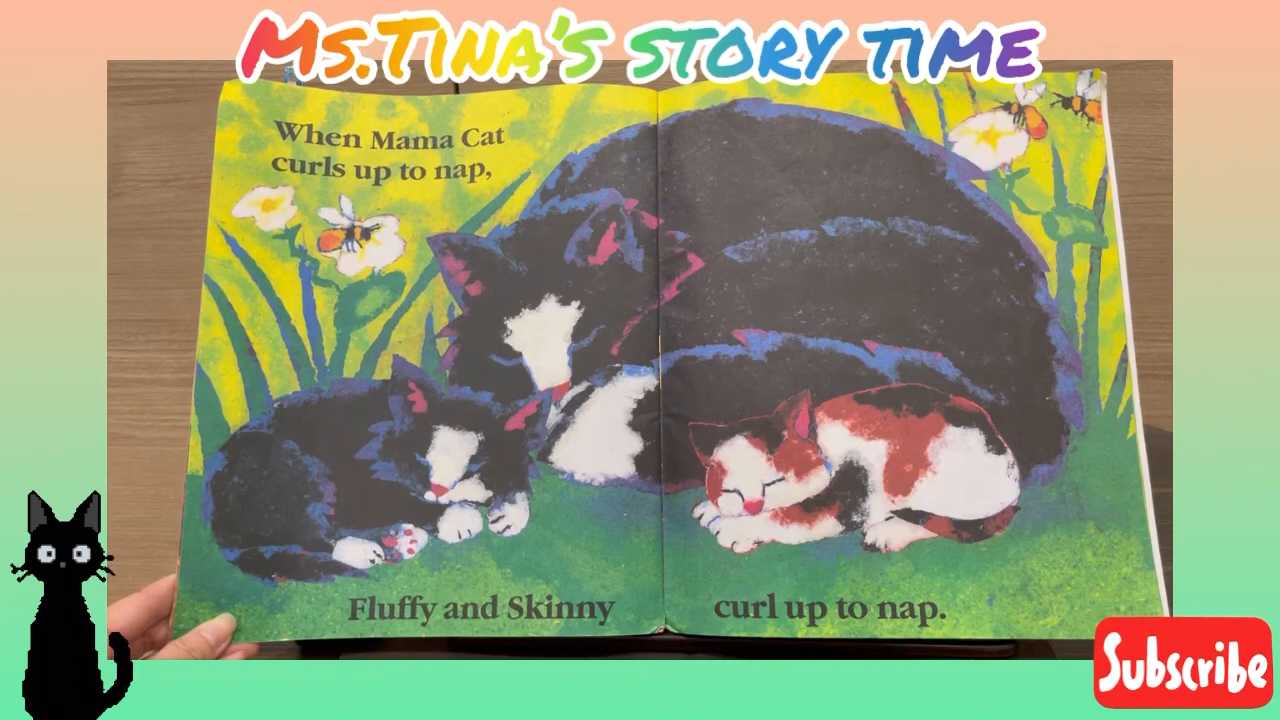 Ms.Tina's story time
When Mama Cat
curls up to nap,
Fluffy and Skinny
curl up to nap.
Subscribe